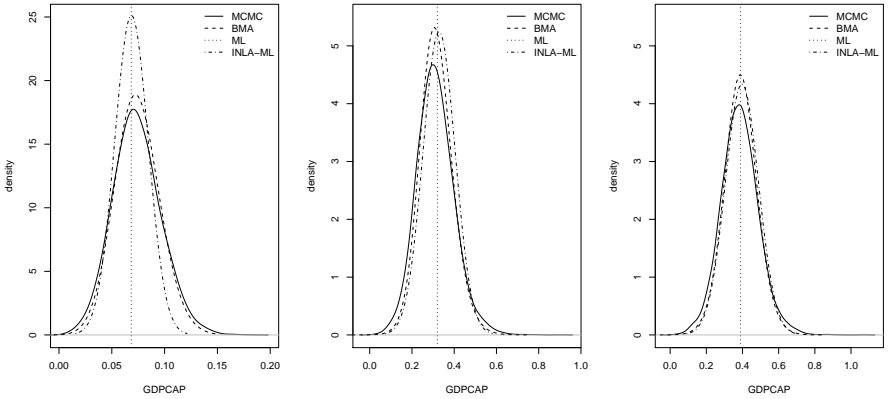 density
0 5 10 15 20 25
MCMC
BMA
ML
INLA-ML
0.00 0.05 0.10 0.15 0.20
GDPCAP
density
0 1 2 3 4 5
MCMC
BMA
ML
INLA-ML
0.0 0.2 0.4 0.6 0.8 1.0
GDPCAP
density
0 1 2 3 4 5
MCMC
BMA
ML
INLA-ML
0.0 0.2 0.4 0.6 0.8 1.0
GDPCAP